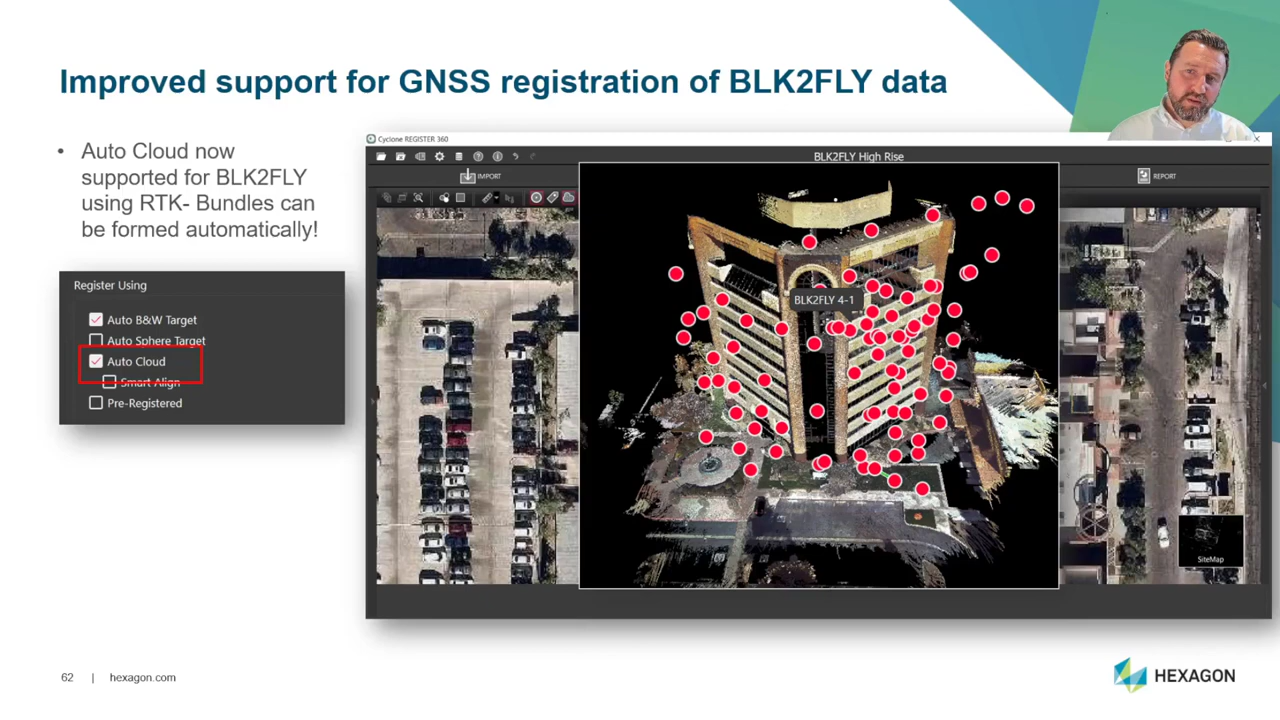 Improved support for GNSS registration of BLK2FLY data
• Auto Cloud now
supported for BLK2FLY
using RTK- Bundles can
be formed automatically!
Register Using
Auto B&W Target
Auto Sphere Target
Auto Cloud
Smart Align
Pre-Registered
Cyclone REGISTER 360
BLK2FLY High Rise
IMPORT
REPORT
BLK2FLY 4-1
SiteMap
62 | hexagon.com
HEXAGON